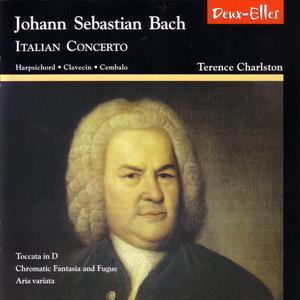 Johann Sebastian Bach
Deux-Elles
ITALIAN CONCERTO
Harpsichord • Clavecin • Cembalo
Terence Charlston
Toccata in D
Chromatic Fantasia and Fugue
Aria variata